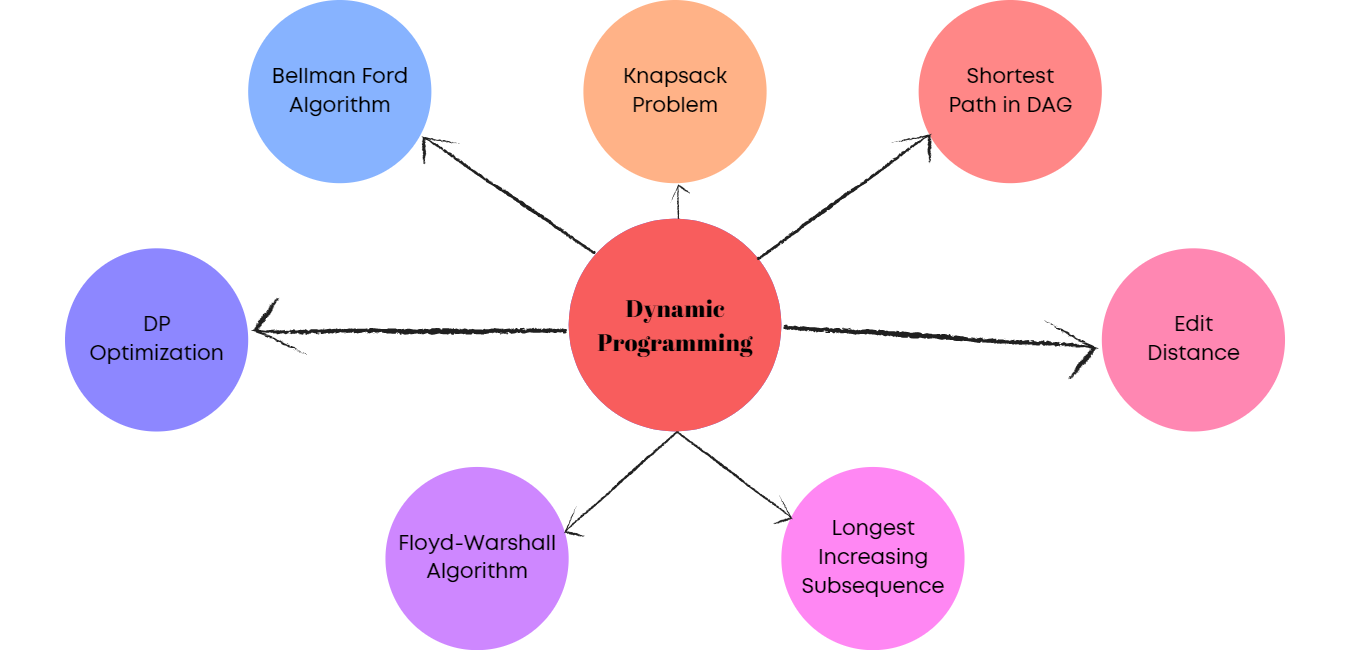 Bellman Ford
Algorithm
Knapsack
Problem
Shortest
Path in DAG
DP
Optimization
Dynamic
Programming
Edit
Distance
Floyd-Warshall
Algorithm
Longest
Increasing
Subsequence